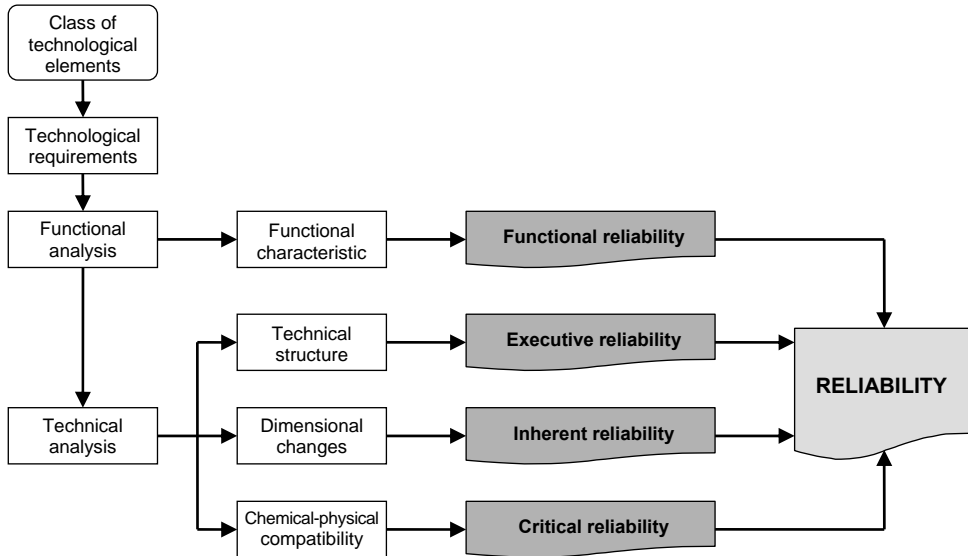 Class of
technological
elements
Technological
requirements
Functional
analysis
Functional
characteristic
Functional reliability
Technical
structure
Executive reliability
RELIABILITY
Technical
analysis
Dimensional
changes
Inherent reliability
Chemical-physical
compatibility
Critical reliability